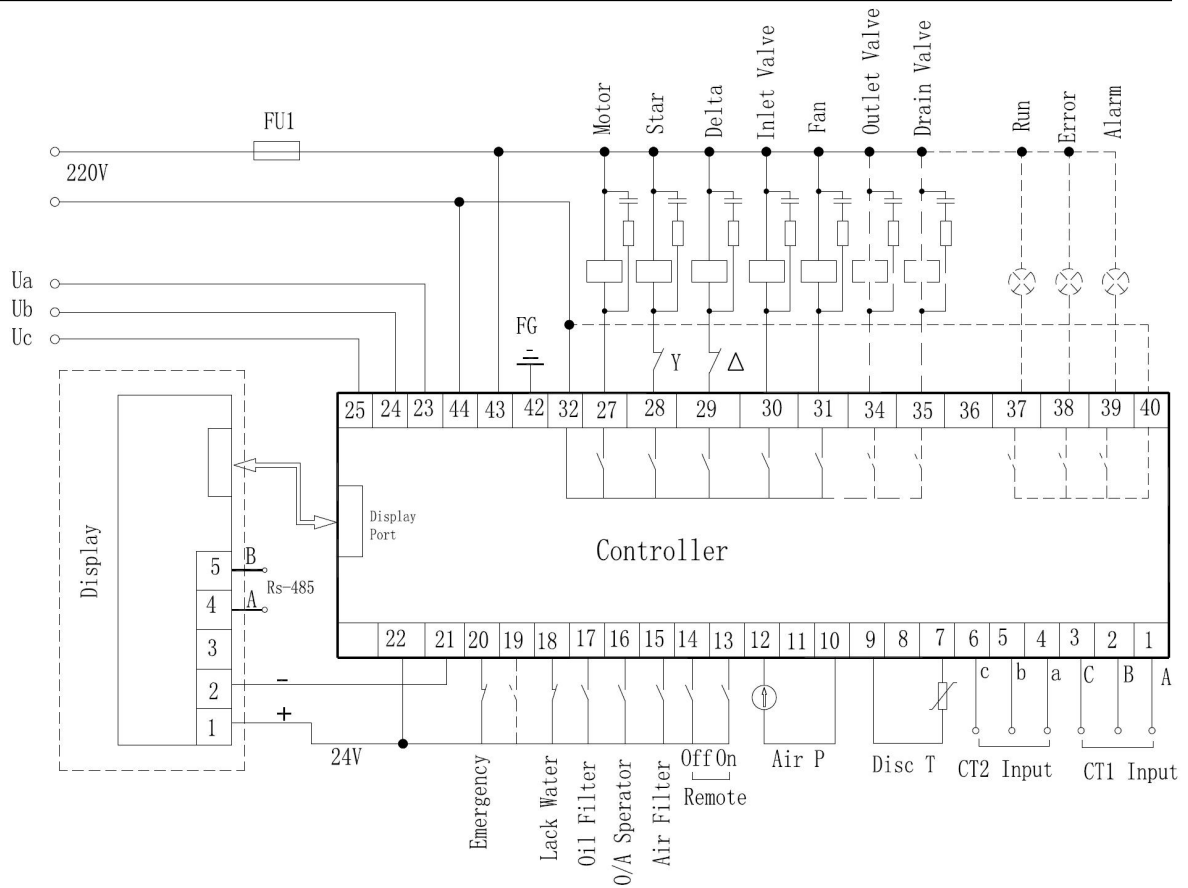 Motor
Star
Delta
Inlet Valve
Fan
Outlet Valve
Drain Valve
Run
Error
Alarm
FU1
220V
Ua
Ub
Uc
FG
Y
Δ
25 24 23 44 43 42 32 27 28 29 30 31 34 35 36 37 38 39 40
Display
Port
Controller
Display
5 B
Rs-485
4 A
3
2 -
1 +
24V
22 21 20 19 18 17 16 15 14 13 12 11 10 9 8 7 6 5 4 3 2 1
c b a C B A
Emergency
Lack Water
Oil Filter
O/A Sperator
Air Filter
Off On
Remote
Air P
Disc T
CT2 Input
CT1 Input